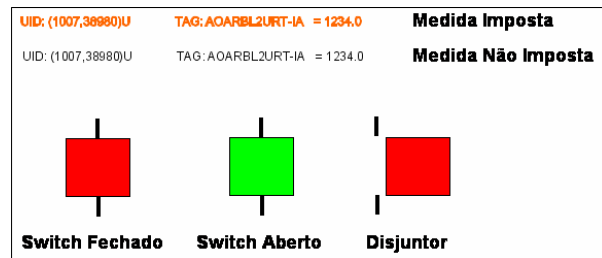 UID: (1007,38980)U TAG: AOARBL2URT-IA = 1234.0 Medida Imposta
UID: (1007,38980)U TAG: AOARBL2URT-IA = 1234.0 Medida Não Imposta
Switch Fechado Switch Aberto Disjuntor